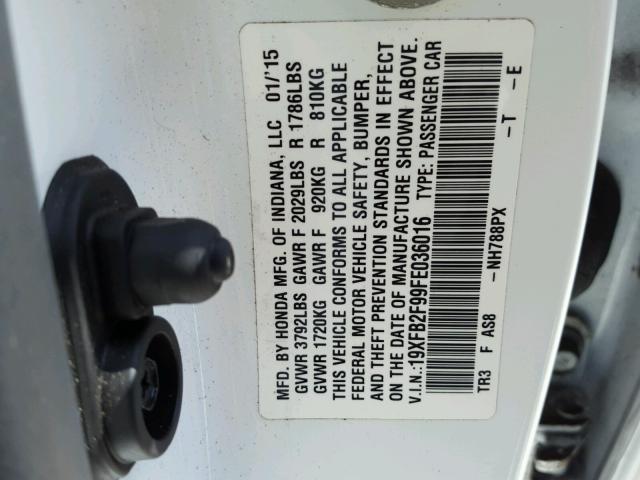 MFD. BY HONDA MFG. OF INDIANA, LLC 01/'15
GVWR 3792LBS GAWR F 2029LBS R 1786LBS
GVWR 1720KG GAWR F 920KG R 810KG
THIS VEHICLE CONFORMS TO ALL APPLICABLE
FEDERAL MOTOR VEHICLE SAFETY, BUMPER,
AND THEFT PREVENTION STANDARDS IN EFFECT
ON THE DATE OF MANUFACTURE SHOWN ABOVE.
V.I.N.:19XFB2F99FE036016 TYPE: PASSENGER CAR
TR3 F AS8 -NH788PX -T -E